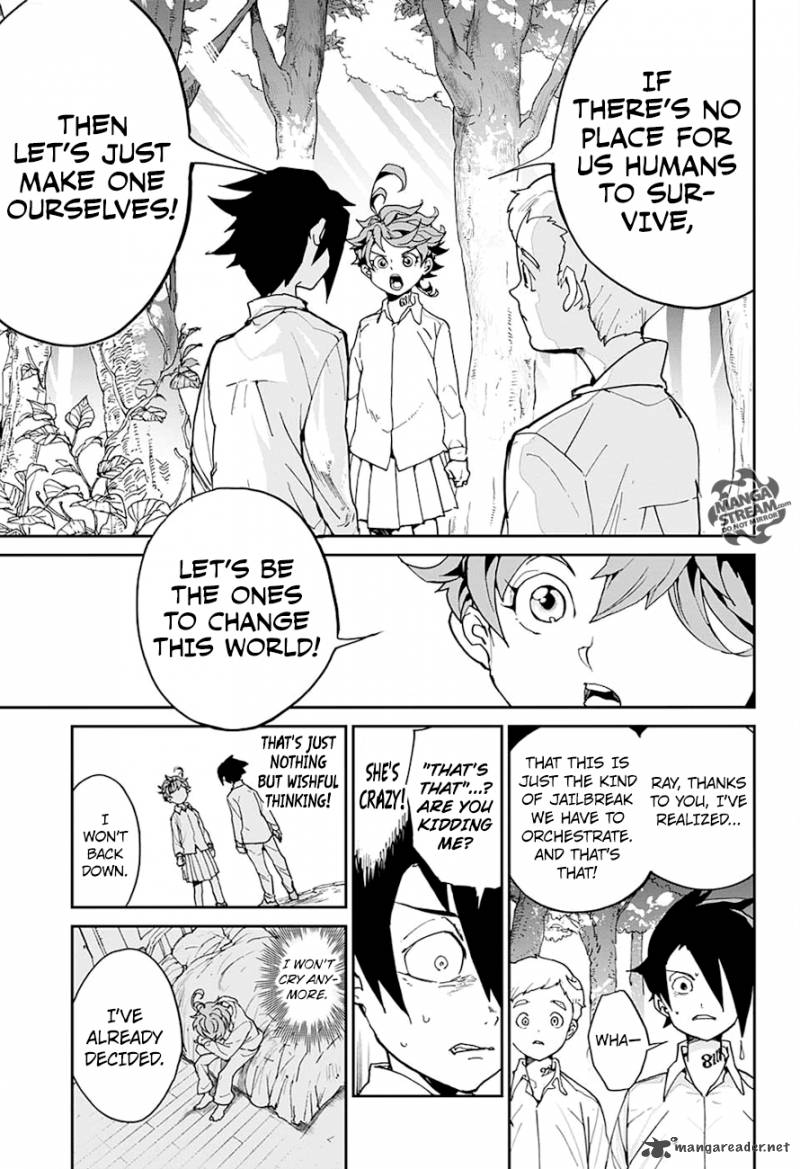 IF
THERE'S NO
PLACE FOR
US HUMANS
TO SUR-
VIVE,
THEN
LET'S JUST
MAKE ONE
OURSELVES!
MANGA
STREAM.com
DO NOT MIRROR!
LET'S BE
THE ONES
TO CHANGE
THIS WORLD!
RAY, THANKS
TO YOU, I'VE
REALIZED...
THAT THIS IS
JUST THE KIND
OF JAILBREAK
WE HAVE TO
ORCHESTRATE.
AND THAT'S
THAT!
WHA—
"THAT'S
THAT"...?
ARE YOU
KIDDING
ME?
SHE'S
CRAZY!
THAT'S JUST
NOTHING
BUT WISHFUL
THINKING!
I
WON'T
BACK
DOWN.
I WON'T
CRY ANY-
MORE.
I'VE
ALREADY
DECIDED.
mangareader.net